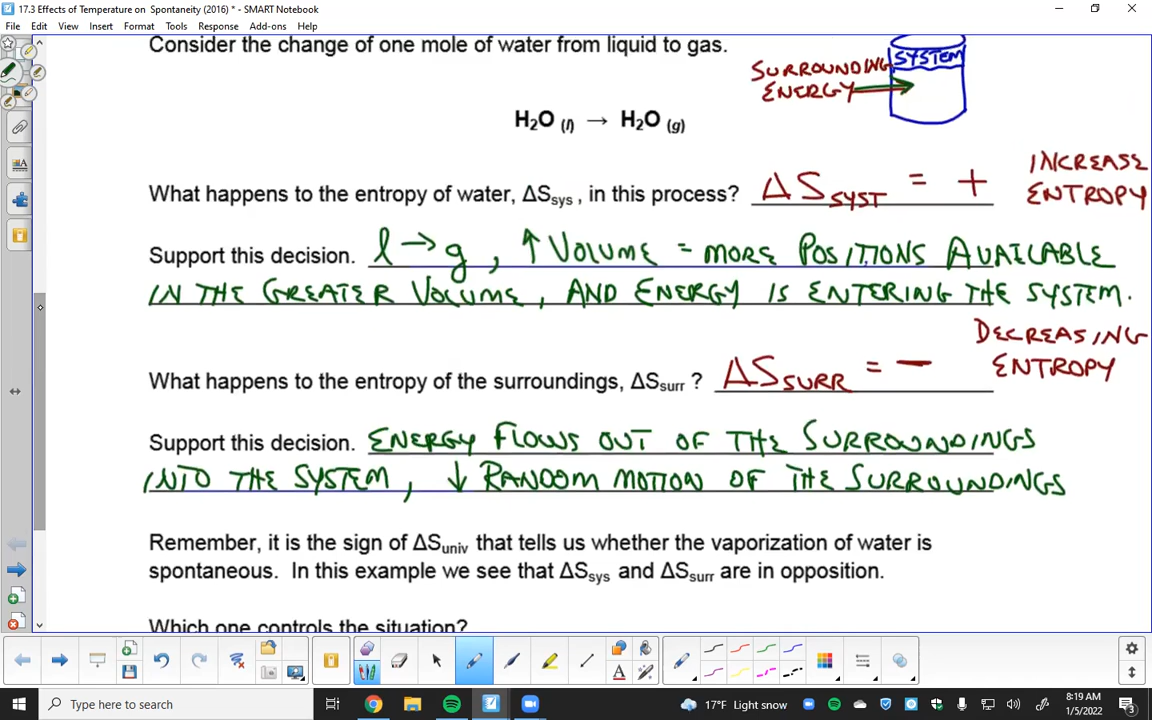 17.3 Effects of Temperature on Spontaneity (2016) * - SMART Notebook
File Edit View Insert Format Tools Response Add-ons Help
Consider the change of one mole of water from liquid to gas.
SYSTEM
SURROUNDING
ENERGY
H₂O (l) → H₂O (g)
INCREASE
ENTROPY
What happens to the entropy of water, ΔSsys , in this process? ΔS SYST = +
Support this decision. l → g , ↑ VOLUME = MORE POSITIONS AVAILABLE
IN THE GREATER VOLUME, AND ENERGY IS ENTERING THE SYSTEM.
DECREASING
ENTROPY
What happens to the entropy of the surroundings, ΔSsurr ? ΔS SURR = −
Support this decision. ENERGY FLOWS OUT OF THE SURROUNDINGS
INTO THE SYSTEM, ↓ RANDOM MOTION OF THE SURROUNDINGS
Remember, it is the sign of ΔSuniv that tells us whether the vaporization of water is
spontaneous. In this example we see that ΔSsys and ΔSsurr are in opposition.
Which one controls the situation?
Type here to search
17°F Light snow
8:19 AM
1/5/2022
3